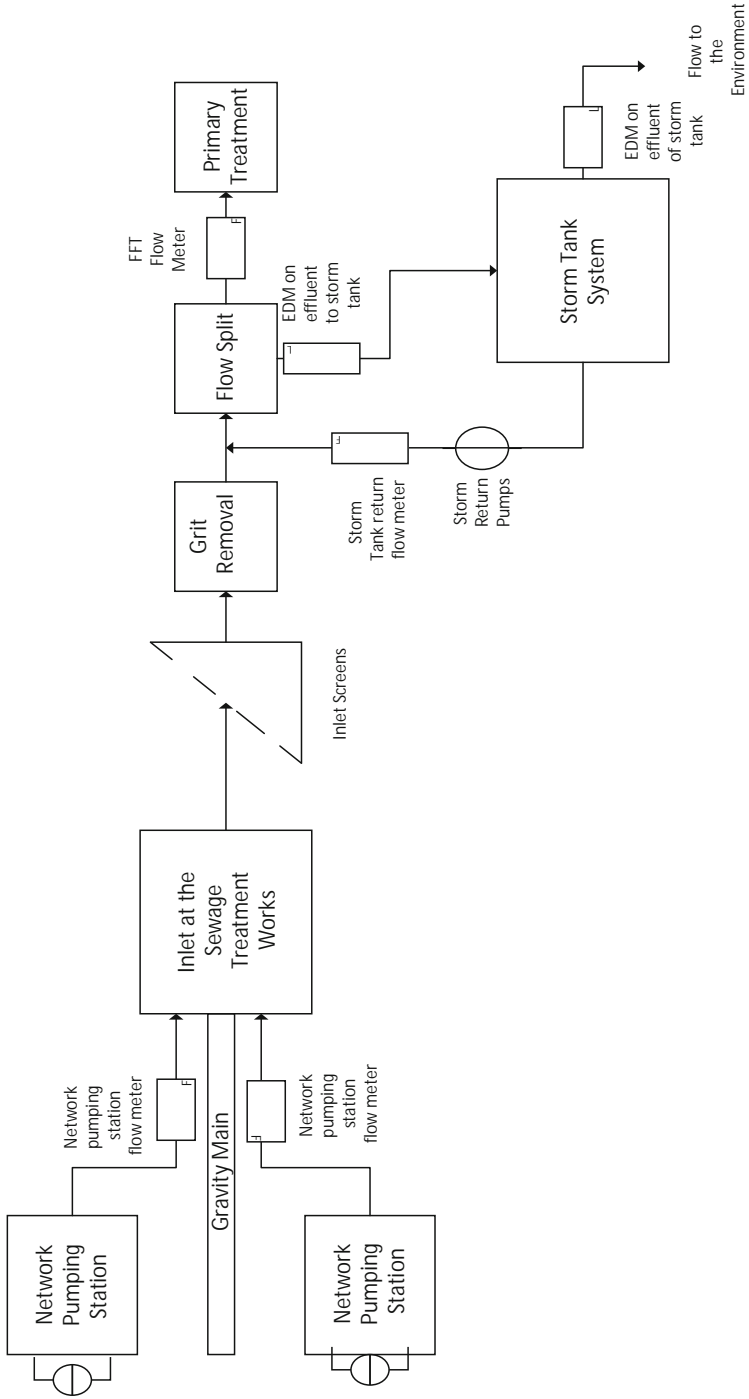 Network
Pumping
Station
Network
pumping
station
flow meter
F
Gravity Main
Network
Pumping
Station
F
Network
pumping
station
flow meter
Inlet at the
Sewage
Treatment
Works
Inlet Screens
Grit
Removal
Flow Split
FFT
Flow
Meter
F
Primary
Treatment
EDM on
effluent
to storm
tank
L
F
Storm
Tank return
flow meter
Storm
Return
Pumps
Storm Tank
System
L
EDM on
effluent
of storm
tank
Flow to
the
Environment